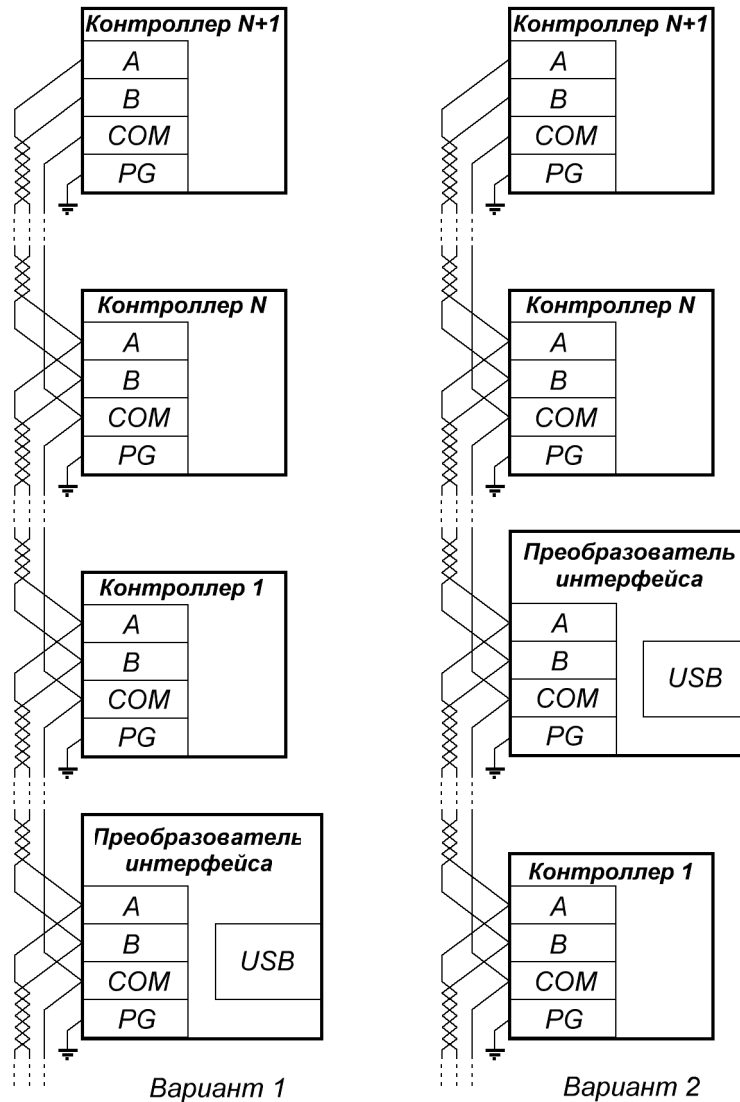 Контроллер N+1
A
B
COM
PG
Контроллер N
A
B
COM
PG
Контроллер 1
A
B
COM
PG
Преобразователь
интерфейса
A
B
COM
PG
USB
Вариант 1
Контроллер N+1
A
B
COM
PG
Контроллер N
A
B
COM
PG
Преобразователь
интерфейса
A
B
COM
PG
USB
Контроллер 1
A
B
COM
PG
Вариант 2